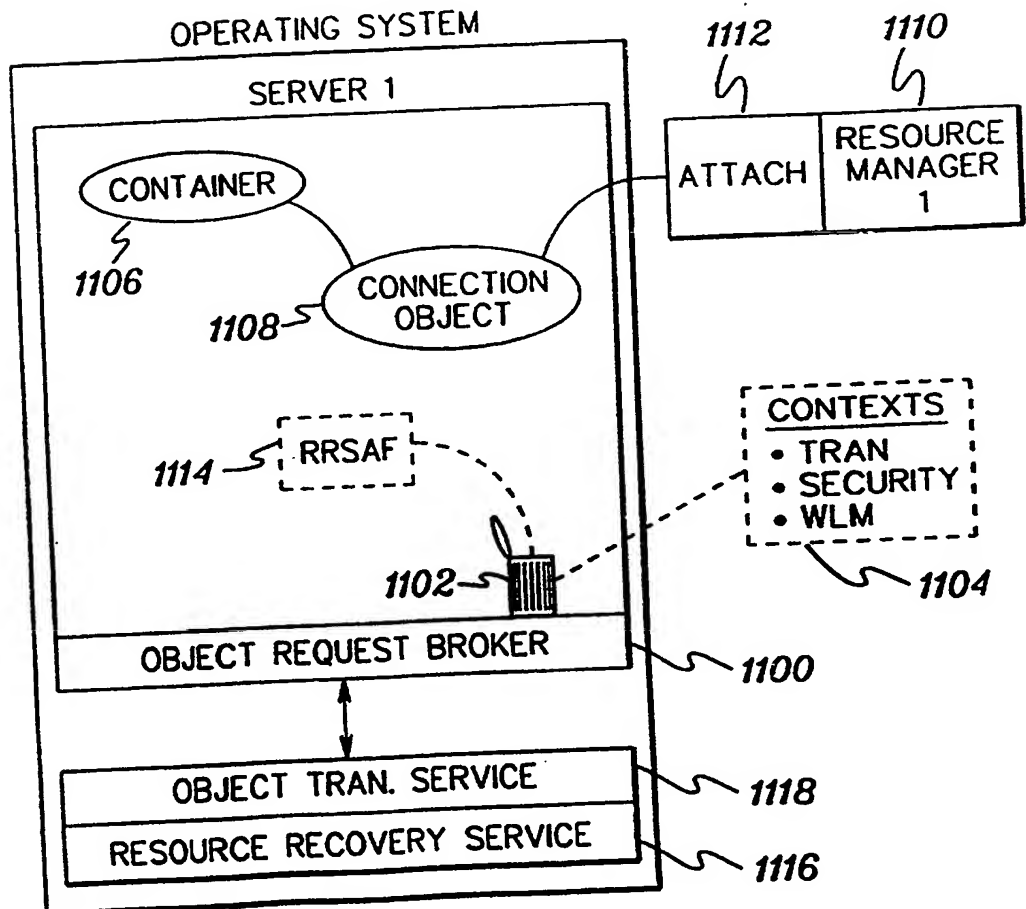 OPERATING SYSTEM
SERVER 1
1112
1110
CONTAINER
1106
ATTACH
RESOURCE
MANAGER
1
CONNECTION
OBJECT
1108
RRSAF
1114
CONTEXTS
• TRAN
• SECURITY
• WLM
1104
1102
OBJECT REQUEST BROKER
1100
OBJECT TRAN. SERVICE
1118
RESOURCE RECOVERY SERVICE
1116